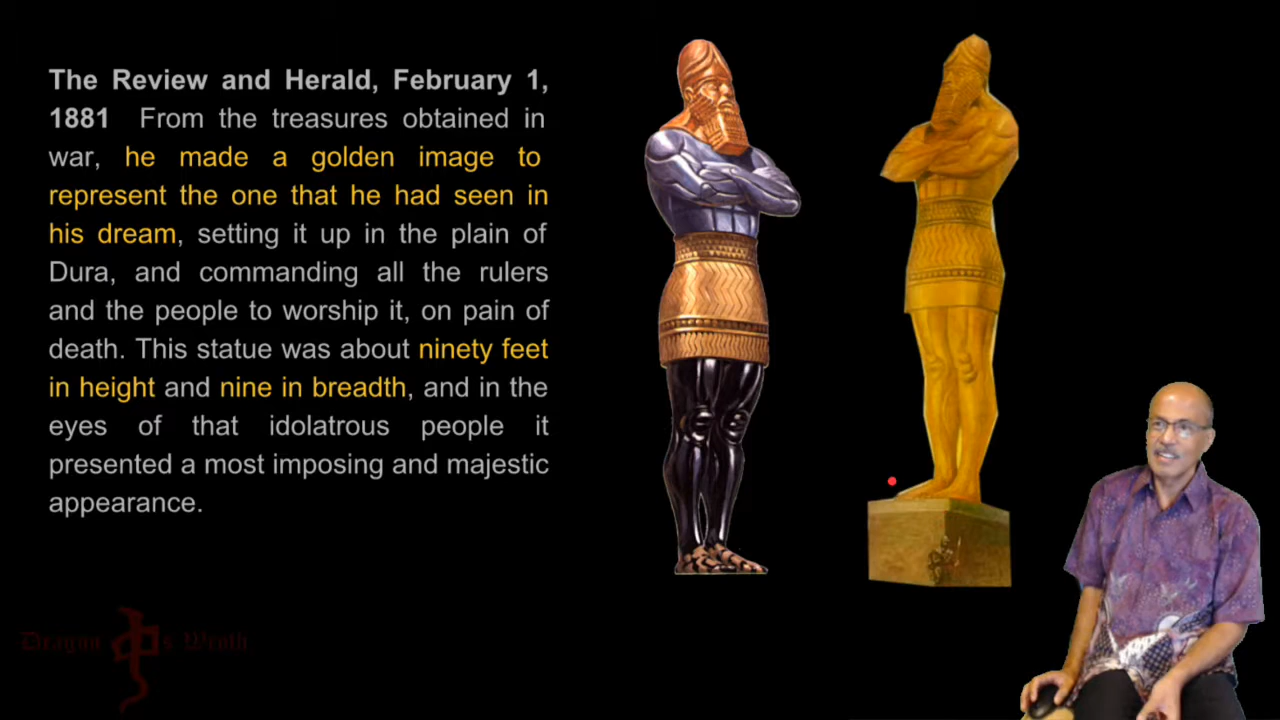 The Review and Herald, February 1,
1881 From the treasures obtained in
war, he made a golden image to
represent the one that he had seen in
his dream, setting it up in the plain of
Dura, and commanding all the rulers
and the people to worship it, on pain of
death. This statue was about ninety feet
in height and nine in breadth, and in the
eyes of that idolatrous people it
presented a most imposing and majestic
appearance.
Dragon s Wroth